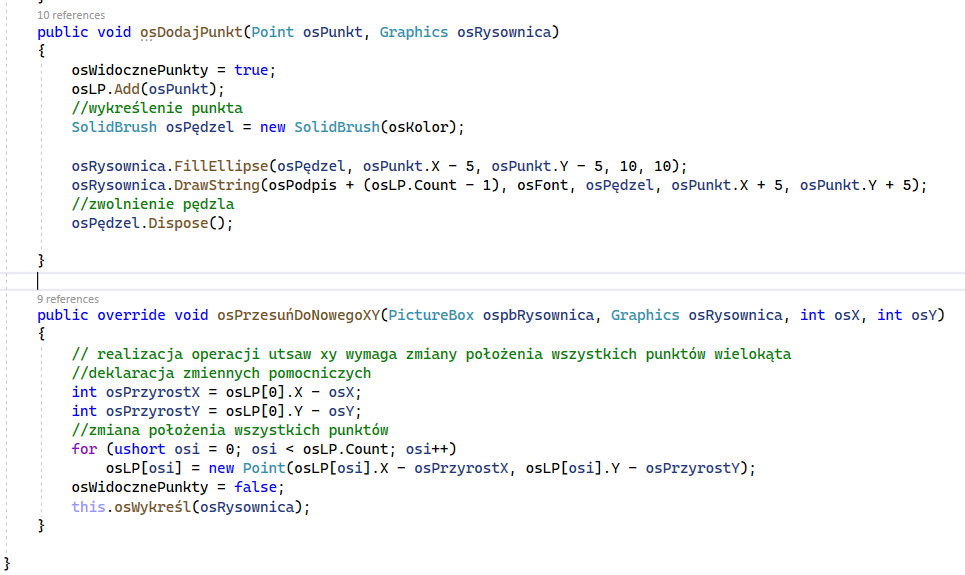 }
10 references
public void osDodajPunkt(Point osPunkt, Graphics osRysownica)
{
osWidocznePunkty = true;
osLP.Add(osPunkt);
//wykreślenie punkta
SolidBrush osPędzel = new SolidBrush(osKolor);
osRysownica.FillEllipse(osPędzel, osPunkt.X - 5, osPunkt.Y - 5, 10, 10);
osRysownica.DrawString(osPodpis + (osLP.Count - 1), osFont, osPędzel, osPunkt.X + 5, osPunkt.Y + 5);
//zwolnienie pędzla
osPędzel.Dispose();
}
9 references
public override void osPrzesuńDoNowegoXY(PictureBox ospbRysownica, Graphics osRysownica, int osX, int osY)
{
// realizacja operacji utsaw xy wymaga zmiany położenia wszystkich punktów wielokąta
//deklaracja zmiennych pomocniczych
int osPrzyrostX = osLP[0].X - osX;
int osPrzyrostY = osLP[0].Y - osY;
//zmiana położenia wszystkich punktów
for (ushort osi = 0; osi < osLP.Count; osi++)
osLP[osi] = new Point(osLP[osi].X - osPrzyrostX, osLP[osi].Y - osPrzyrostY);
osWidocznePunkty = false;
this.osWykreśl(osRysownica);
}
}